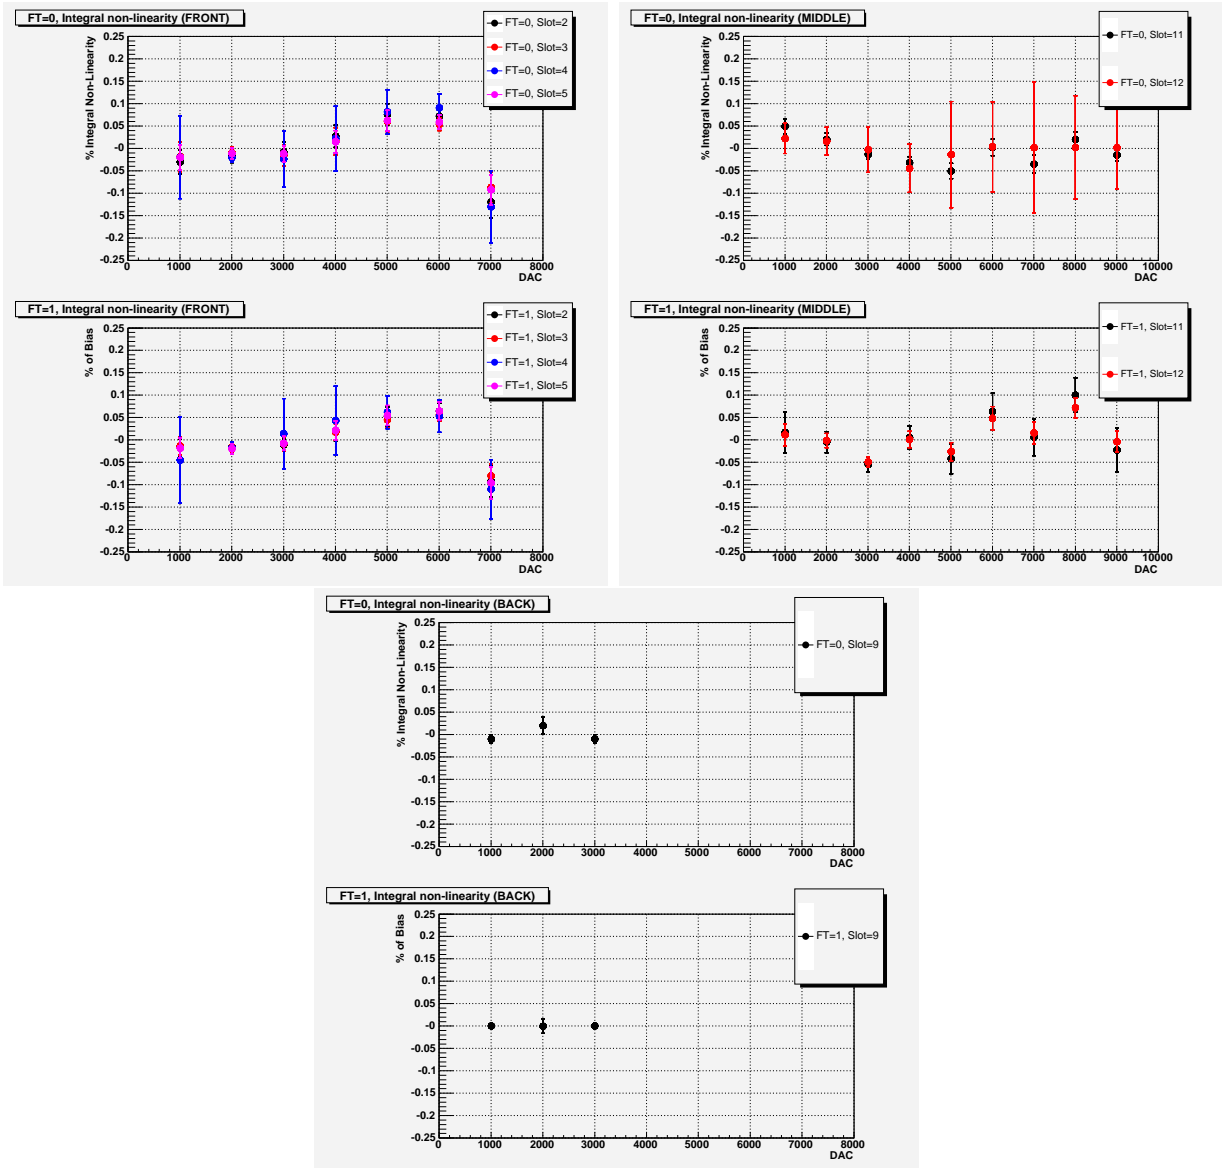 FT=0, Integral non-linearity (FRONT)
% Integral Non-Linearity
0.25
0.2
0.15
0.1
0.05
-0
-0.05
-0.1
-0.15
-0.2
-0.25
0 1000 2000 3000 4000 5000 6000 7000 8000
DAC
FT=0, Slot=2
FT=0, Slot=3
FT=0, Slot=4
FT=0, Slot=5
FT=0, Integral non-linearity (MIDDLE)
% Integral Non-Linearity
0.25
0.2
0.15
0.1
0.05
-0
-0.05
-0.1
-0.15
-0.2
-0.25
0 1000 2000 3000 4000 5000 6000 7000 8000 9000 10000
DAC
FT=0, Slot=11
FT=0, Slot=12
FT=1, Integral non-linearity (FRONT)
% of Bias
0.25
0.2
0.15
0.1
0.05
-0
-0.05
-0.1
-0.15
-0.2
-0.25
0 1000 2000 3000 4000 5000 6000 7000 8000
DAC
FT=1, Slot=2
FT=1, Slot=3
FT=1, Slot=4
FT=1, Slot=5
FT=1, Integral non-linearity (MIDDLE)
% of Bias
0.25
0.2
0.15
0.1
0.05
-0
-0.05
-0.1
-0.15
-0.2
-0.25
0 1000 2000 3000 4000 5000 6000 7000 8000 9000 10000
DAC
FT=1, Slot=11
FT=1, Slot=12
FT=0, Integral non-linearity (BACK)
% Integral Non-Linearity
0.25
0.2
0.15
0.1
0.05
-0
-0.05
-0.1
-0.15
-0.2
-0.25
0 1000 2000 3000 4000 5000 6000 7000 8000
DAC
FT=0, Slot=9
FT=1, Integral non-linearity (BACK)
% of Bias
0.25
0.2
0.15
0.1
0.05
-0
-0.05
-0.1
-0.15
-0.2
-0.25
0 1000 2000 3000 4000 5000 6000 7000 8000
DAC
FT=1, Slot=9